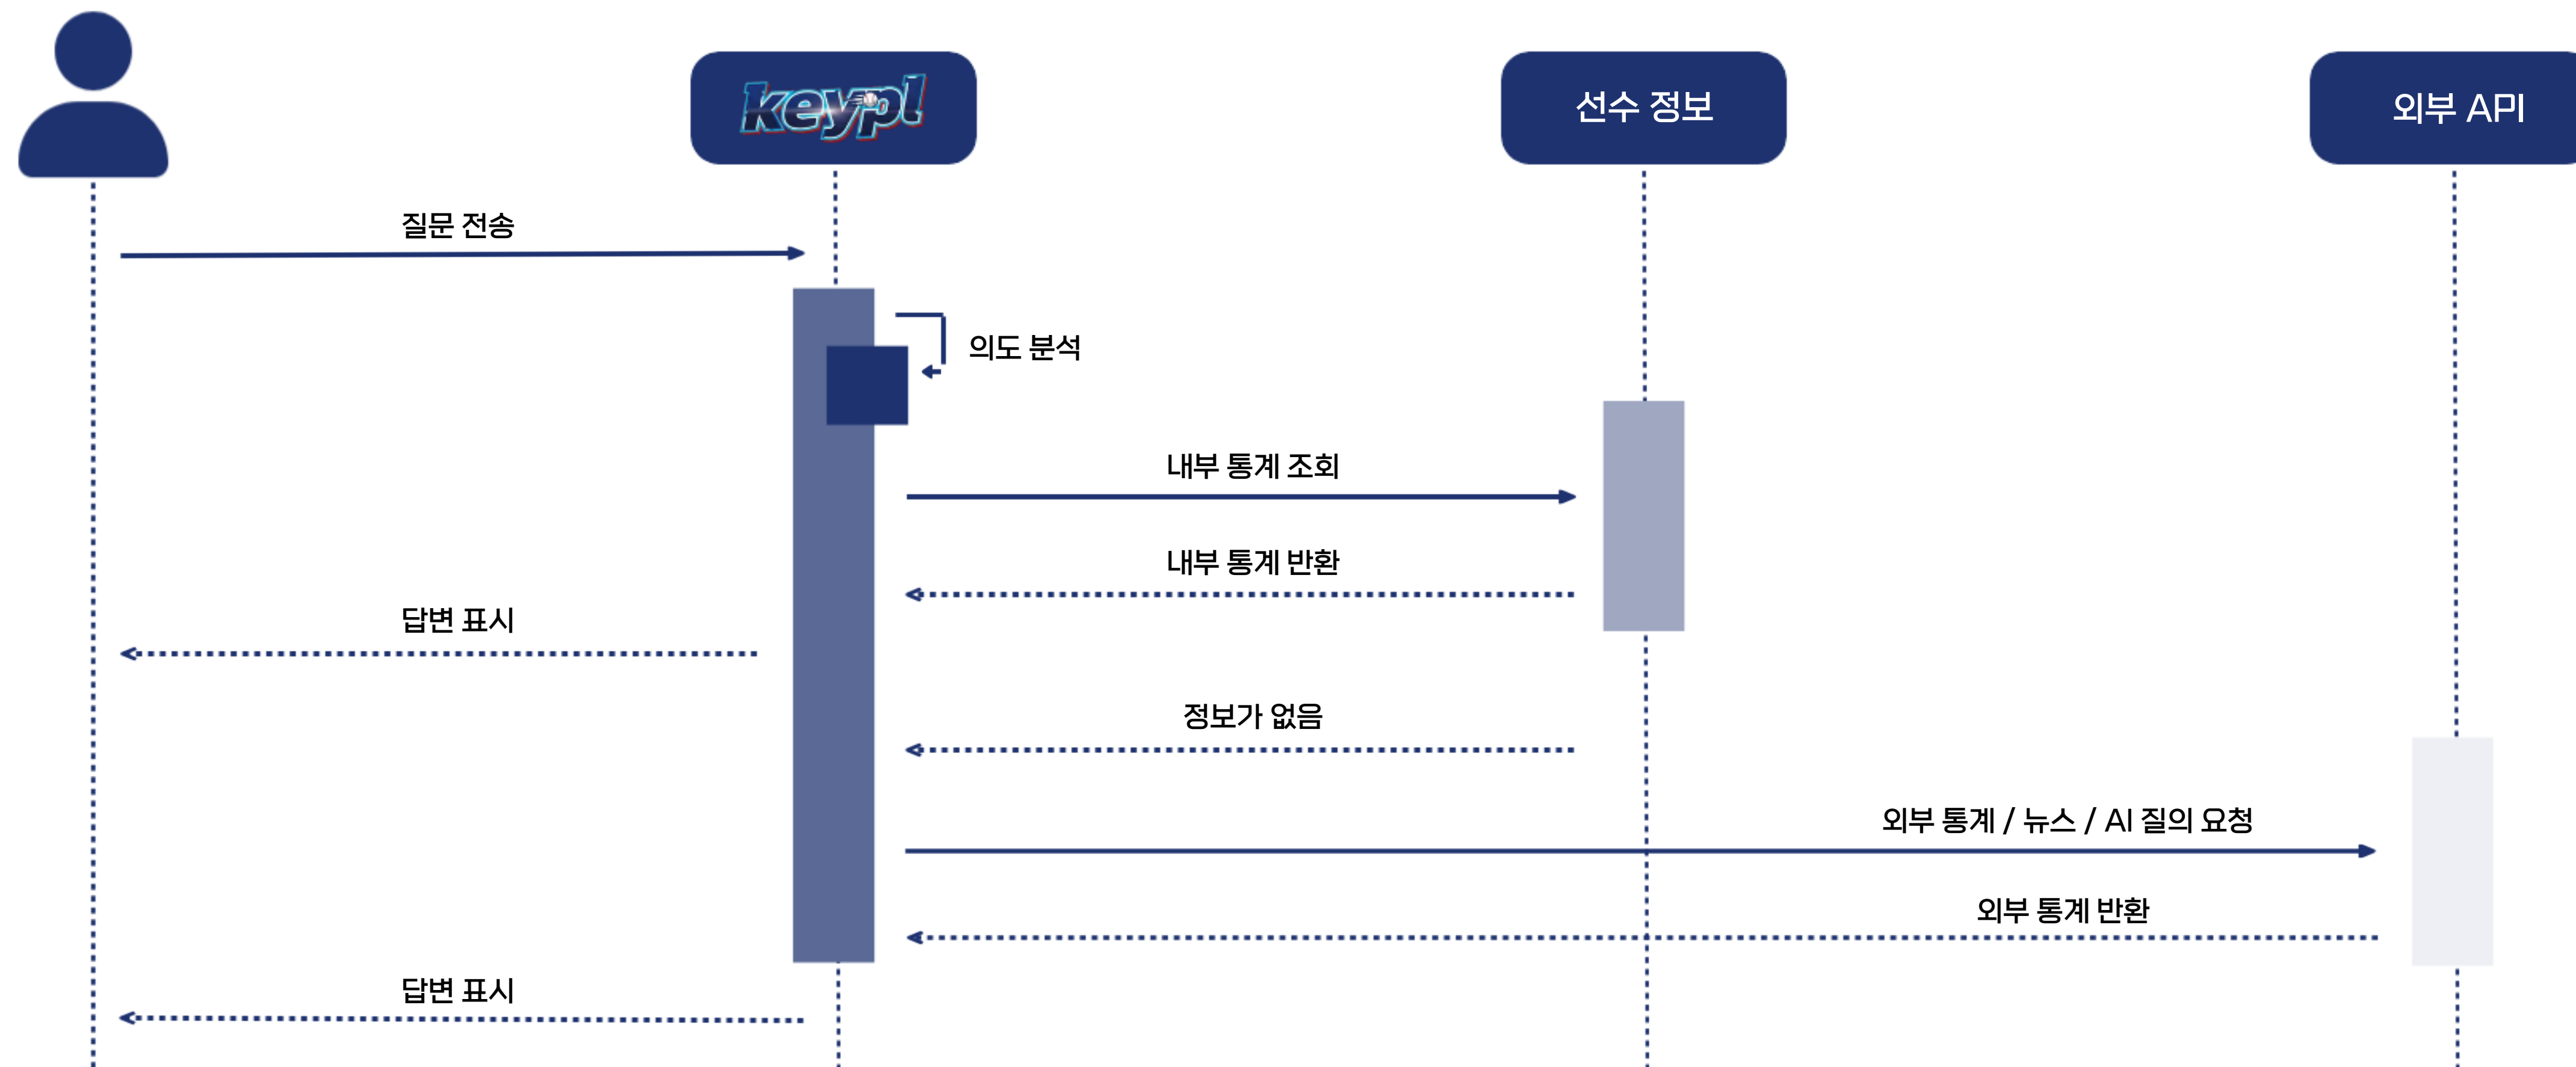 keypl
선수 정보
외부 API
질문 전송
의도 분석
내부 통계 조회
내부 통계 반환
답변 표시
정보가 없음
외부 통계 / 뉴스 / AI 질의 요청
외부 통계 반환
답변 표시